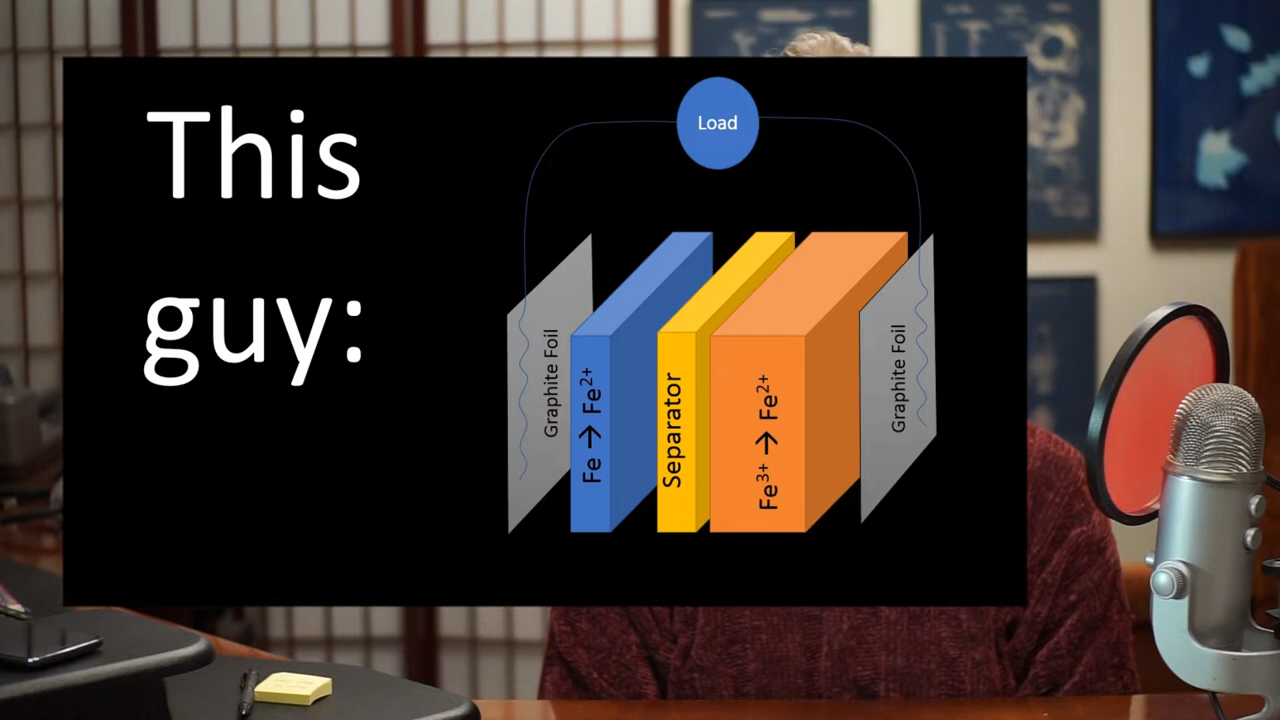 This
guy:
Load
Graphite Foil
Fe → Fe²⁺
Separator
Fe³⁺ → Fe²⁺
Graphite Foil